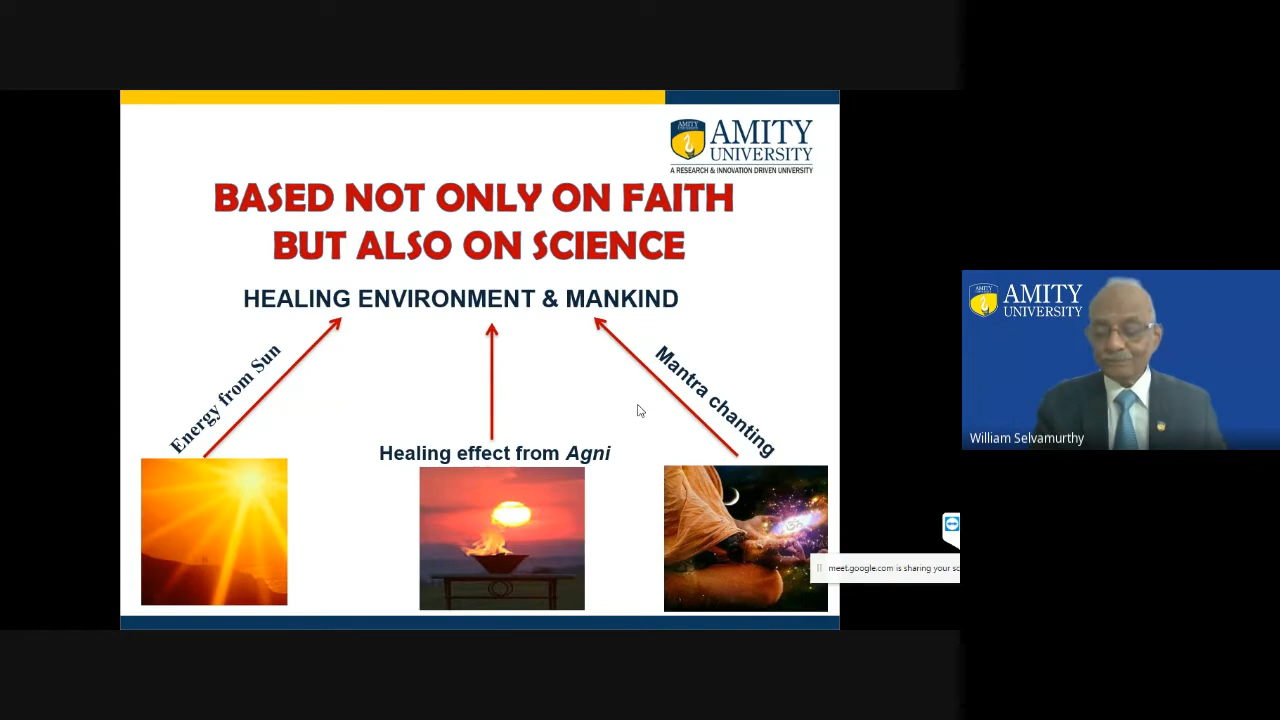 AMITY
UNIVERSITY
A RESEARCH & INNOVATION DRIVEN UNIVERSITY
BASED NOT ONLY ON FAITH
BUT ALSO ON SCIENCE
HEALING ENVIRONMENT & MANKIND
Energy from Sun
Healing effect from Agni
Mantra chanting
AMITY
UNIVERSITY
William Selvamurthy
meet.google.com is sharing your sc